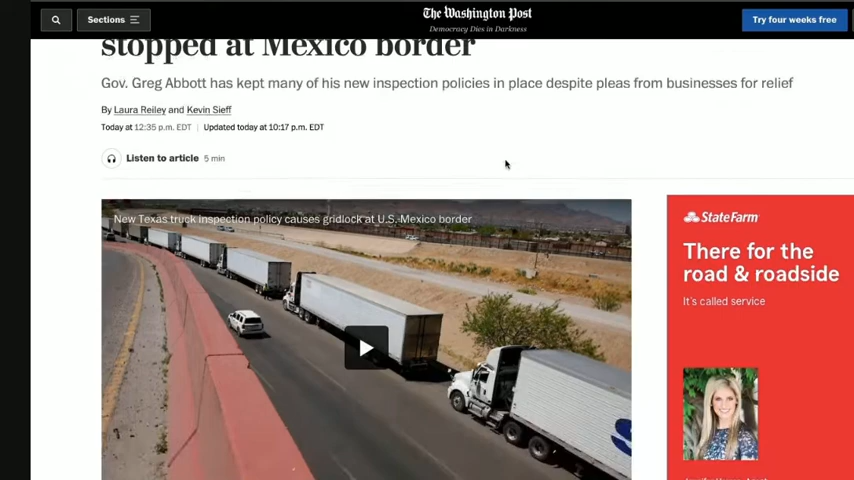 Sections
The Washington Post
Democracy Dies in Darkness
Try four weeks free
stopped at Mexico border
Gov. Greg Abbott has kept many of his new inspection policies in place despite pleas from businesses for relief
By Laura Reiley and Kevin Sieff
Today at 12:35 p.m. EDT | Updated today at 10:17 p.m. EDT
Listen to article 5 min
New Texas truck inspection policy causes gridlock at U.S.-Mexico border
StateFarm
There for the
road & roadside
It's called service